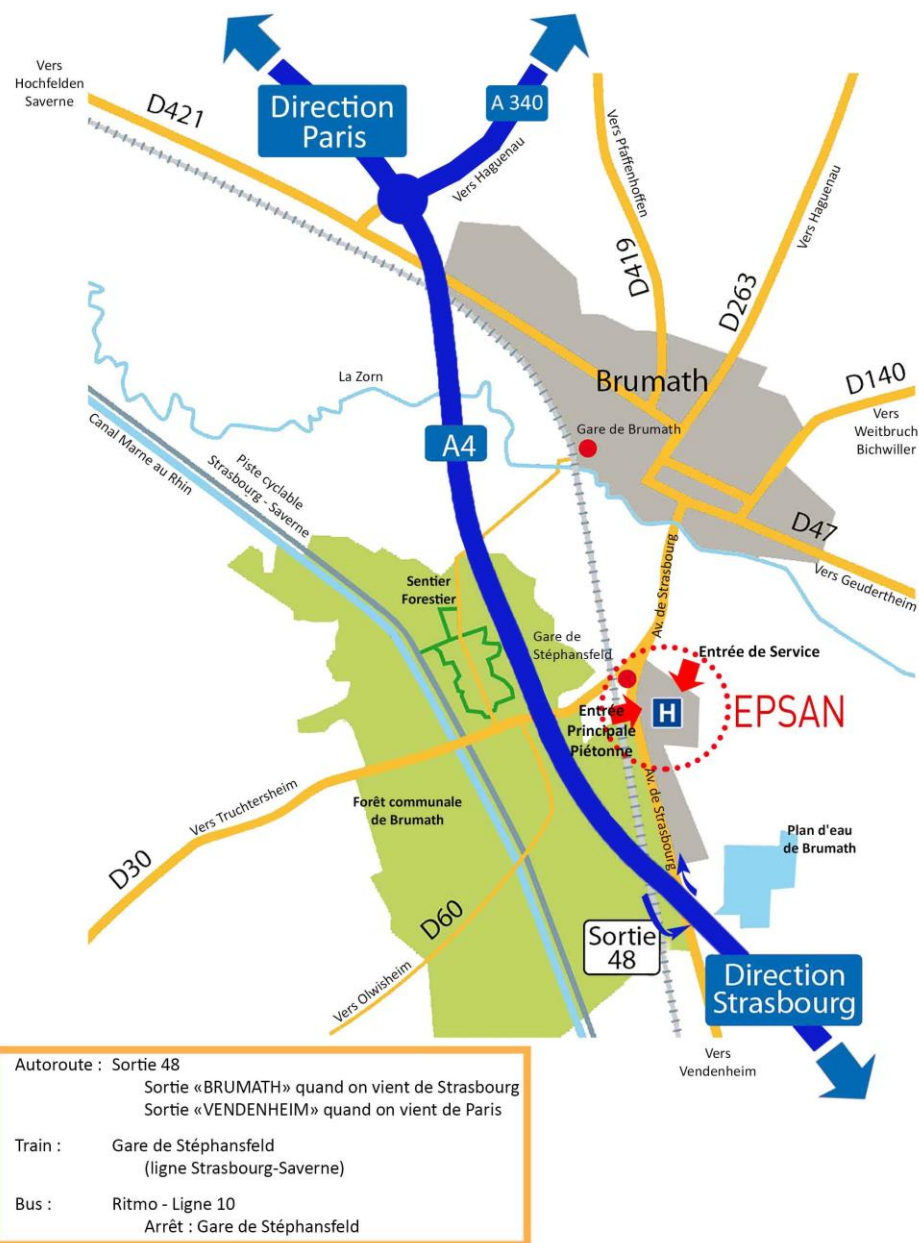 Vers
Hochfelden
Saverne
D421
Direction
Paris
A 340
Vers Haguenau
Vers Pfaffenhoffen
D419
Vers Haguenau
D263
Brumath
D140
Vers
Weitbruch
Bichwiller
La Zorn
Gare de Brumath
A4
Canal Marne au Rhin
Piste cyclable
Strasbourg - Saverne
D47
Vers Geudertheim
Av. de Strasbourg
Sentier
Forestier
Gare de
Stéphansfeld
Entrée de Service
Entrée
Principale
Piétonne
H
EPSAN
Vers Truchtersheim
Forêt communale
de Brumath
Av. de Strasbourg
Plan d'eau
de Brumath
D30
D60
Vers Olwisheim
Sortie
48
Direction
Strasbourg
Vers
Vendenheim
Autoroute : Sortie 48
Sortie «BRUMATH» quand on vient de Strasbourg
Sortie «VENDENHEIM» quand on vient de Paris
Train : Gare de Stéphansfeld
(ligne Strasbourg-Saverne)
Bus : Ritmo - Ligne 10
Arrêt : Gare de Stéphansfeld